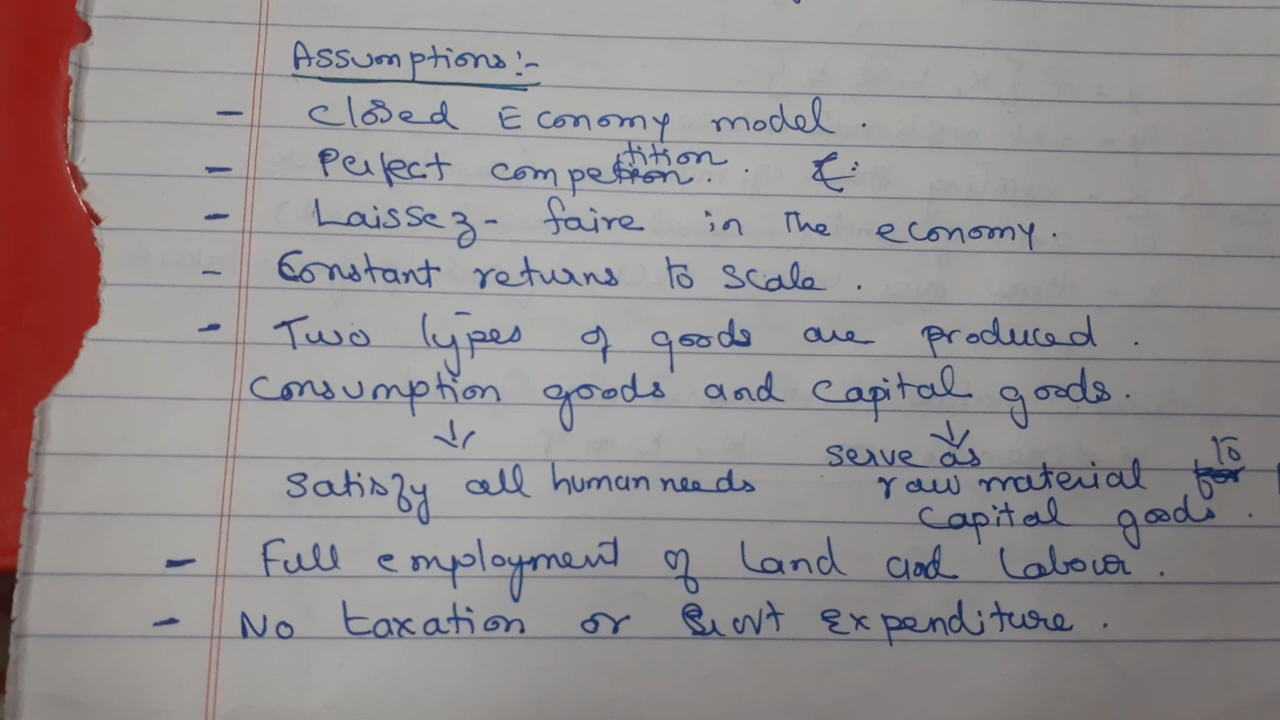 Assumptions:-
- Closed Economy model.
- Perfect competition.
- Laissez-faire in the economy.
- Constant returns to scale.
- Two types of goods are produced.
consumption goods and capital goods.
↓ ↓
satisfy all human needs serve as raw material to capital goods.
- Full employment of land and labour.
- No taxation or Govt Expenditure.